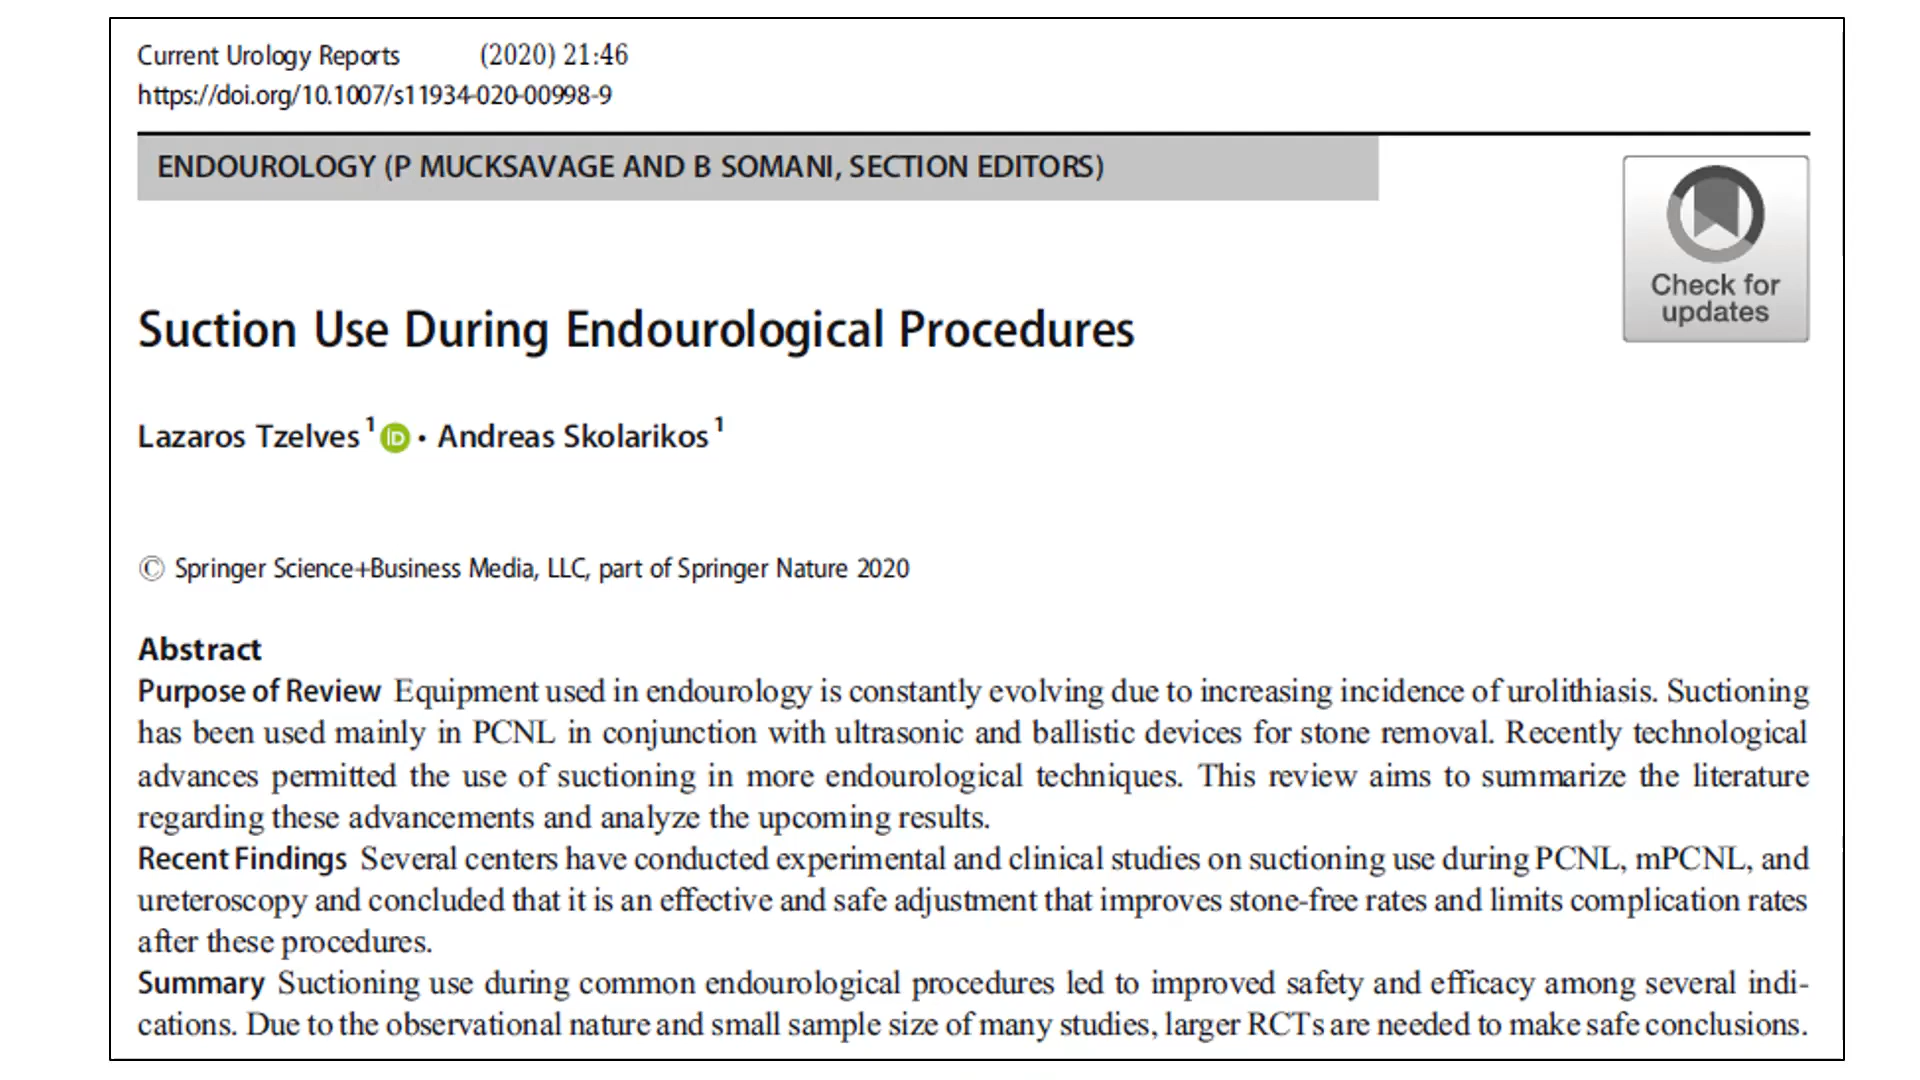 Current Urology Reports (2020) 21:46
https://doi.org/10.1007/s11934-020-00998-9
ENDOUROLOGY (P MUCKSAVAGE AND B SOMANI, SECTION EDITORS)
Check for
updates
Suction Use During Endourological Procedures
Lazaros Tzelves 1 iD · Andreas Skolarikos 1
© Springer Science+Business Media, LLC, part of Springer Nature 2020
Abstract
Purpose of Review Equipment used in endourology is constantly evolving due to increasing incidence of urolithiasis. Suctioning
has been used mainly in PCNL in conjunction with ultrasonic and ballistic devices for stone removal. Recently technological
advances permitted the use of suctioning in more endourological techniques. This review aims to summarize the literature
regarding these advancements and analyze the upcoming results.
Recent Findings Several centers have conducted experimental and clinical studies on suctioning use during PCNL, mPCNL, and
ureteroscopy and concluded that it is an effective and safe adjustment that improves stone-free rates and limits complication rates
after these procedures.
Summary Suctioning use during common endourological procedures led to improved safety and efficacy among several indi-
cations. Due to the observational nature and small sample size of many studies, larger RCTs are needed to make safe conclusions.